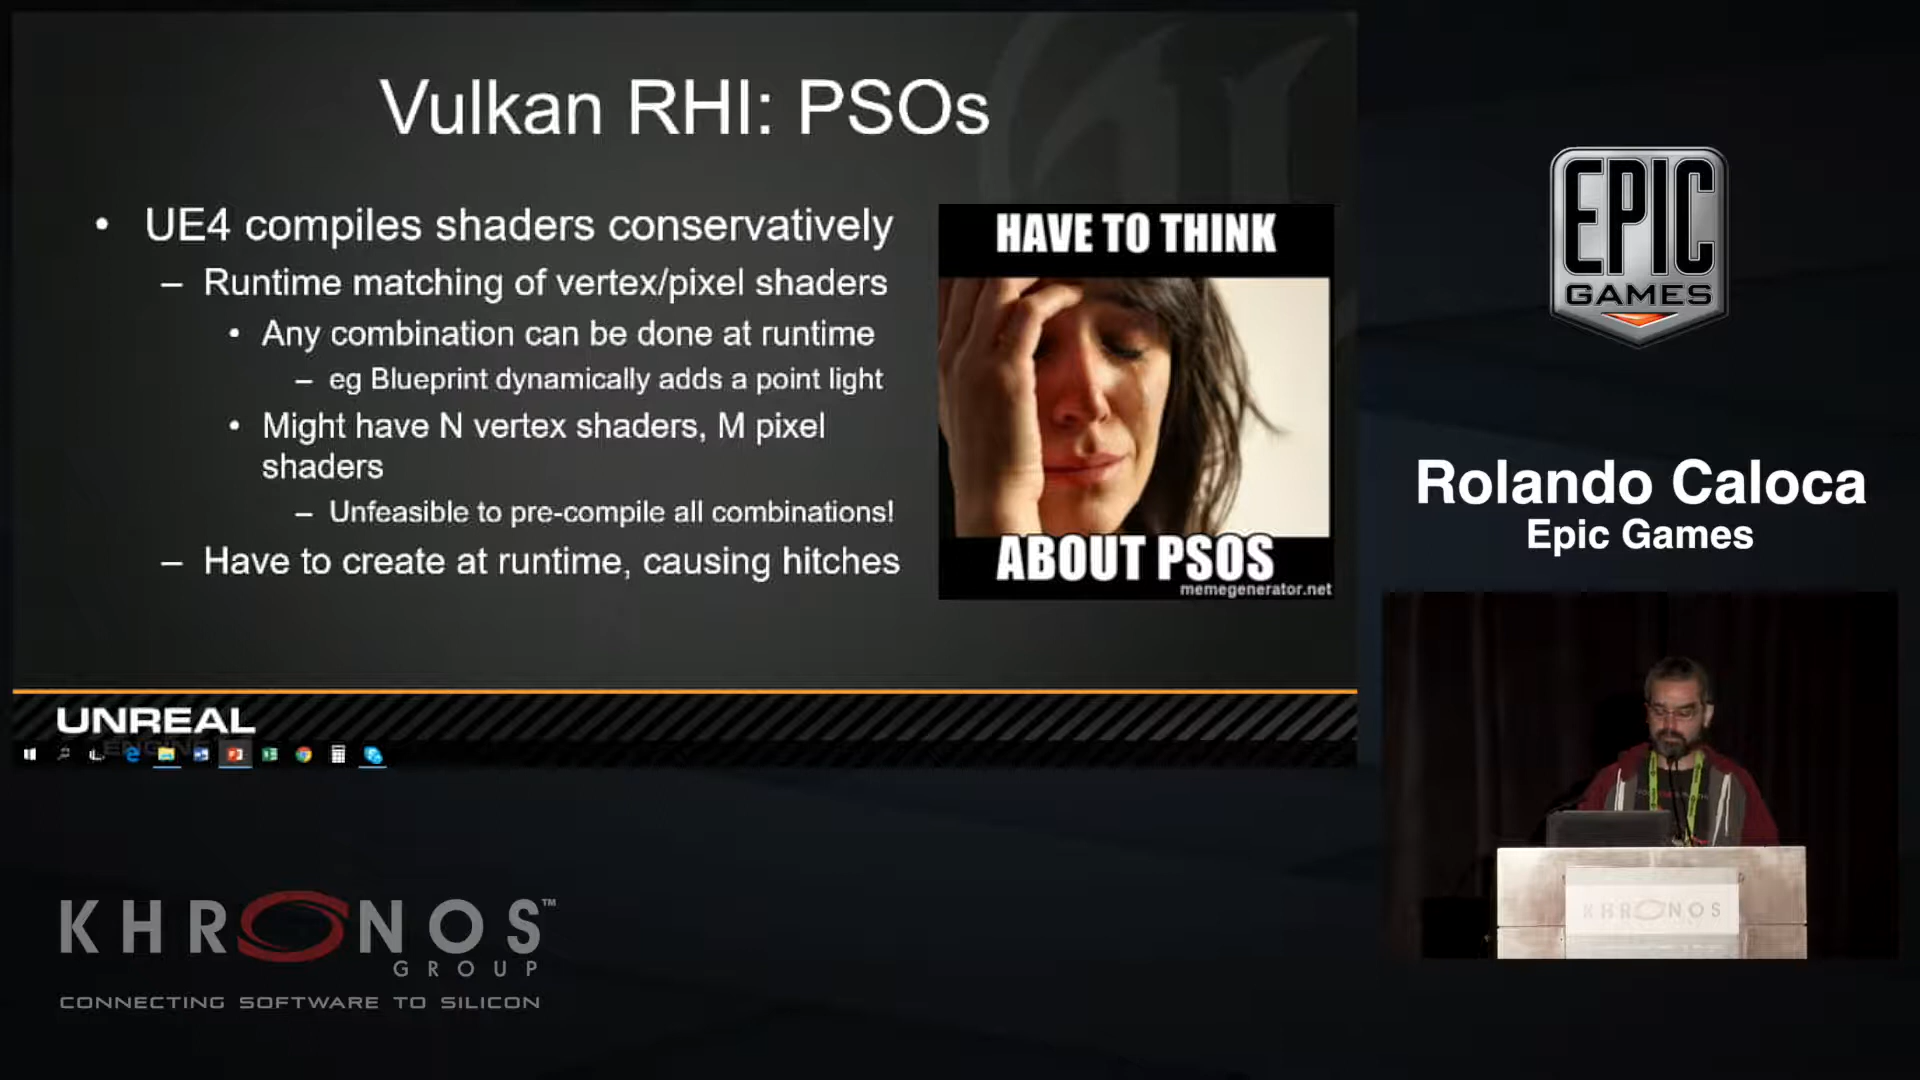 Vulkan RHI: PSOs
• UE4 compiles shaders conservatively
– Runtime matching of vertex/pixel shaders
• Any combination can be done at runtime
– eg Blueprint dynamically adds a point light
• Might have N vertex shaders, M pixel
shaders
– Unfeasible to pre-compile all combinations!
– Have to create at runtime, causing hitches
HAVE TO THINK
ABOUT PSOS
memegenerator.net
UNREAL
ENGINE
EPIC
GAMES
Rolando Caloca
Epic Games
KHRONOS
KHRONOS™
GROUP
CONNECTING SOFTWARE TO SILICON